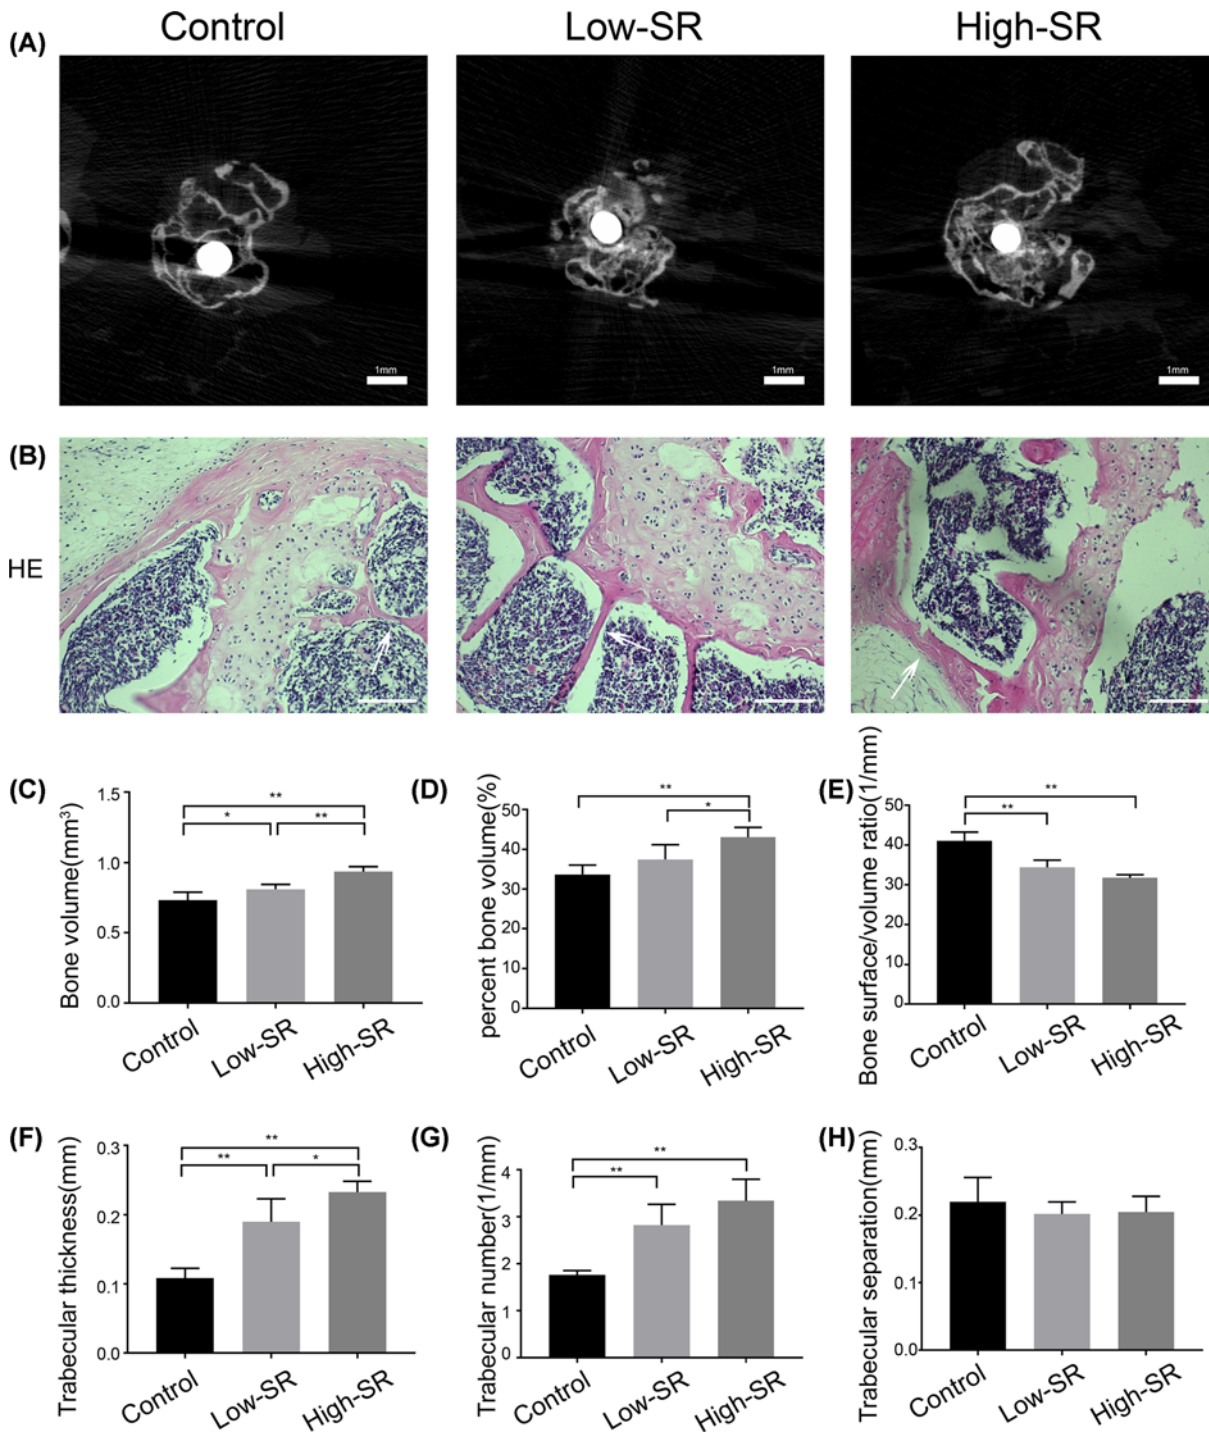 Control Low-SR High-SR
(A)
1mm 1mm 1mm
(B)
HE
(C) (D) (E)
Bone volume(mm³)
1.5
1.0
0.5
0.0
** * **
Control Low-SR High-SR
percent bone volume(%)
50
40
30
20
10
0
** *
Control Low-SR High-SR
Bone surface/volume ratio(1/mm)
50
40
30
20
10
0
** **
Control Low-SR High-SR
(F) (G) (H)
Trabecular thickness(mm)
0.3
0.2
0.1
0.0
** ** *
Control Low-SR High-SR
Trabecular number(1/mm)
4
3
2
1
0
** **
Control Low-SR High-SR
Trabecular separation(mm)
0.3
0.2
0.1
0.0
Control Low-SR High-SR